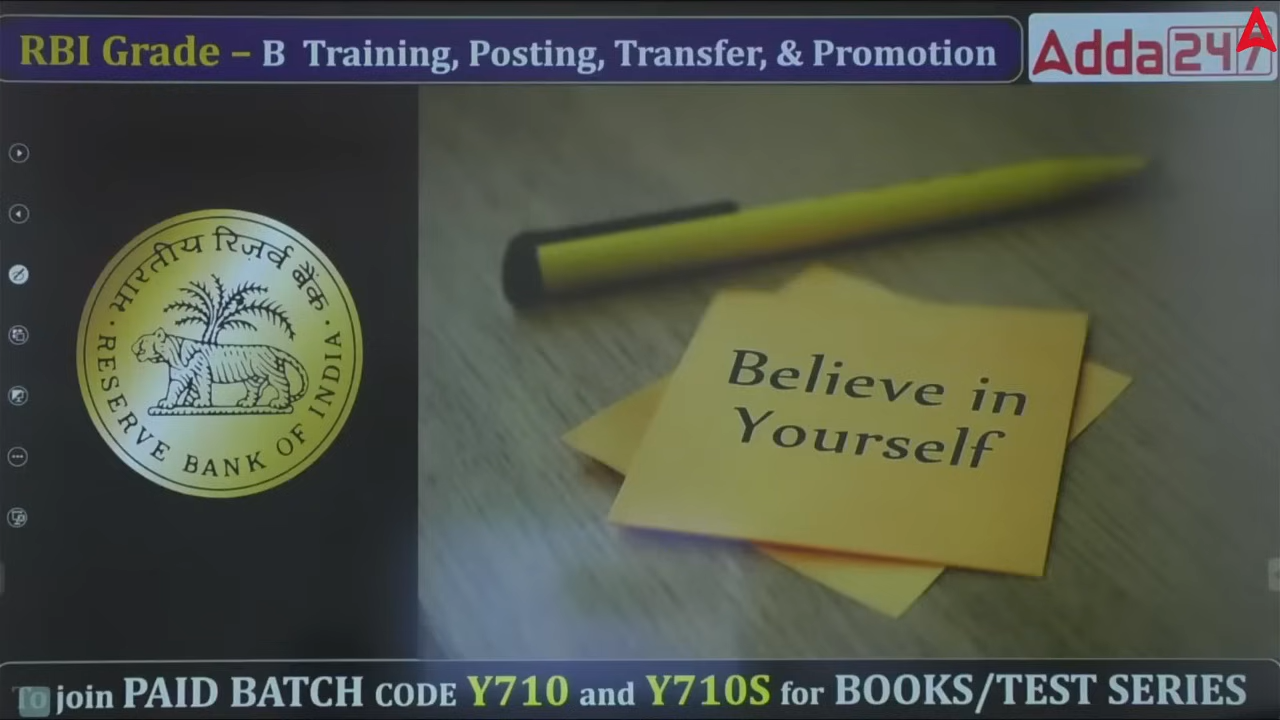 RBI Grade – B Training, Posting, Transfer, & Promotion
Adda247
भारतीय रिज़र्व बैंक
RESERVE BANK OF INDIA
Believe in
Yourself
To join PAID BATCH CODE Y710 and Y710S for BOOKS/TEST SERIES